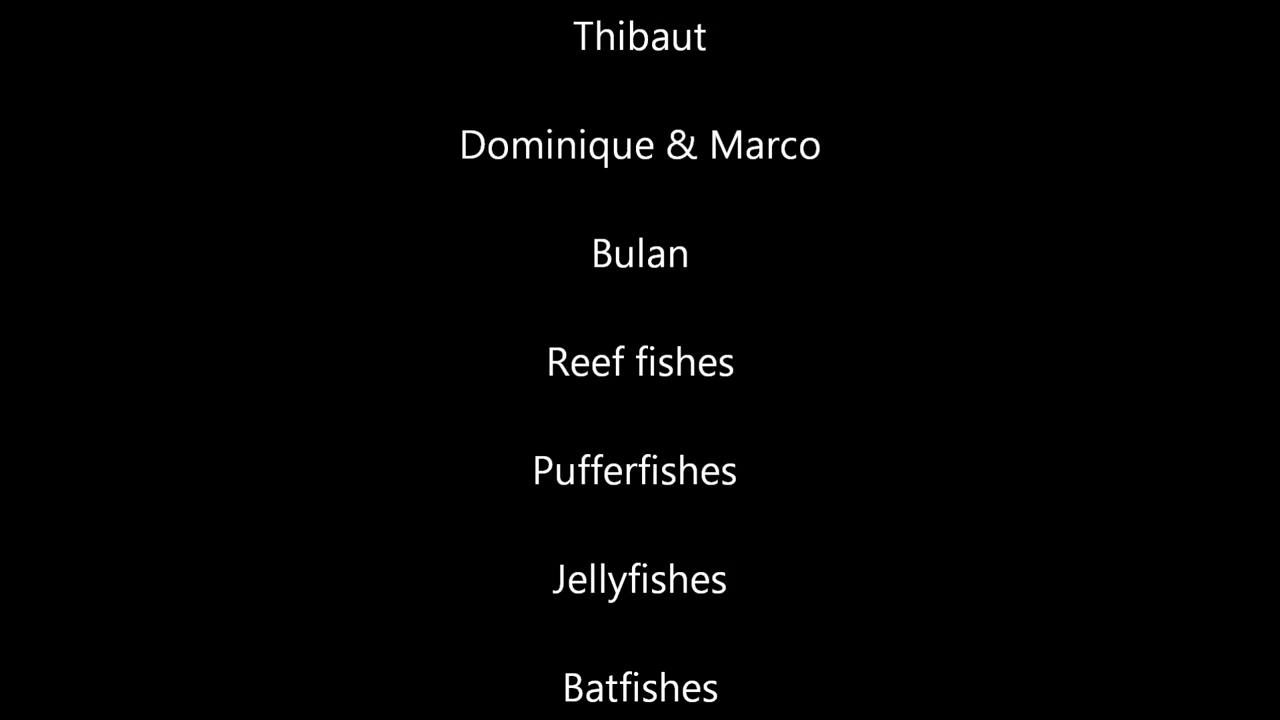 Thibaut
Dominique & Marco
Bulan
Reef fishes
Pufferfishes
Jellyfishes
Batfishes